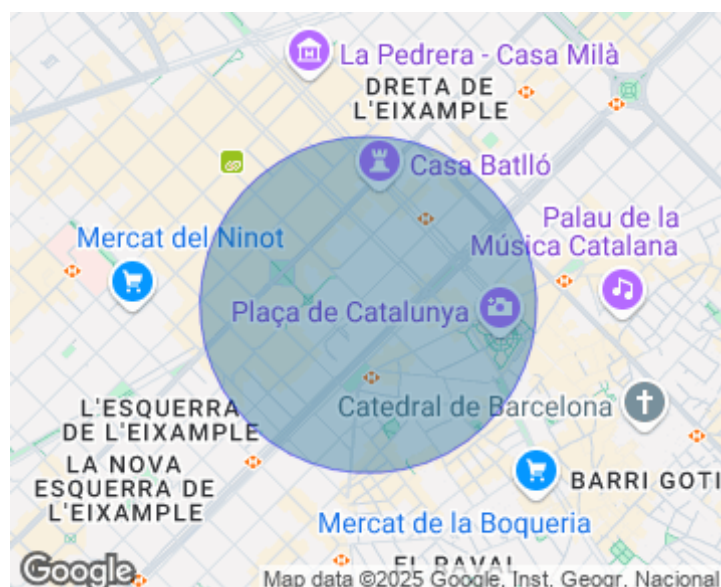 La Pedrera - Casa Milà
DRETA DE
L'EIXAMPLE
Casa Batlló
Mercat del Ninot
Palau de la
Música Catalana
Plaça de Catalunya
L'ESQUERRA
DE L'EIXAMPLE
Catedral de Barcelona
LA NOVA
ESQUERRA DE
L'EIXAMPLE
BARRI GOTI
Mercat de la Boqueria
EL RAVAL
Google
Map data ©2025 Google, Inst. Geogr. Nacional